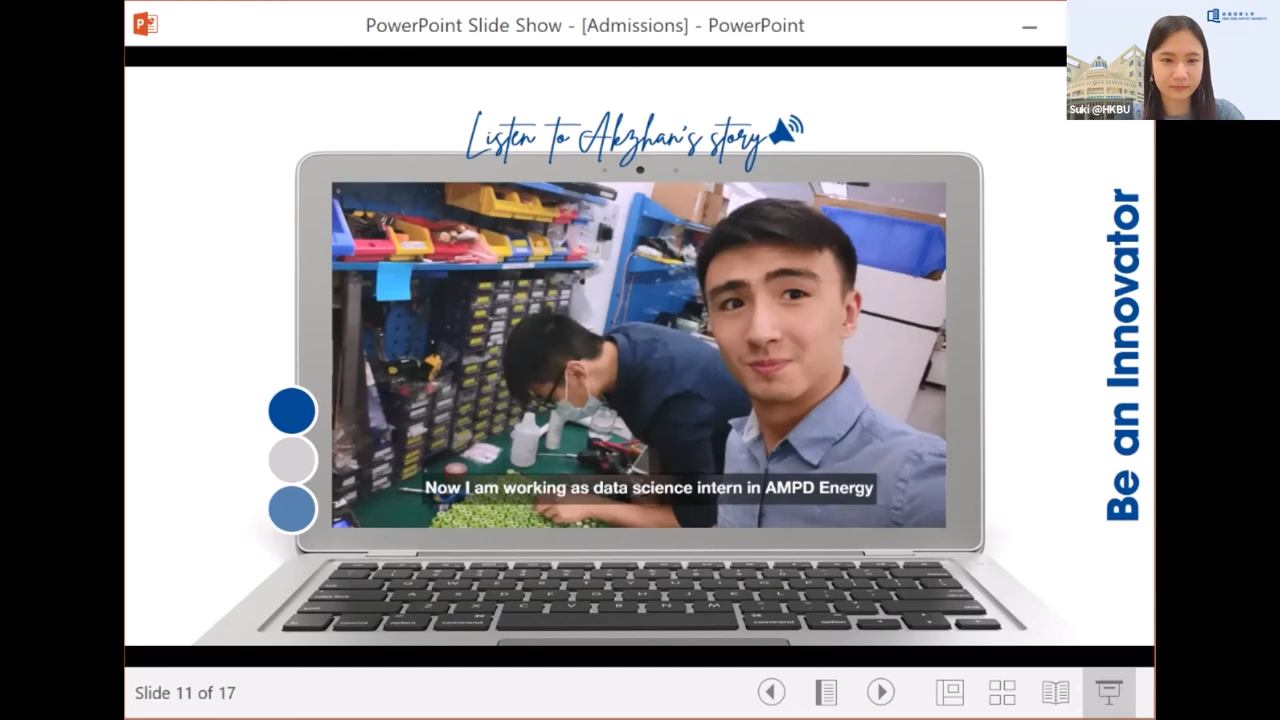 PowerPoint Slide Show - [Admissions] - PowerPoint
Suki @HKBU
Listen to Akzhan's story
Be an Innovator
Now I am working as data science intern in AMPD Energy
Slide 11 of 17